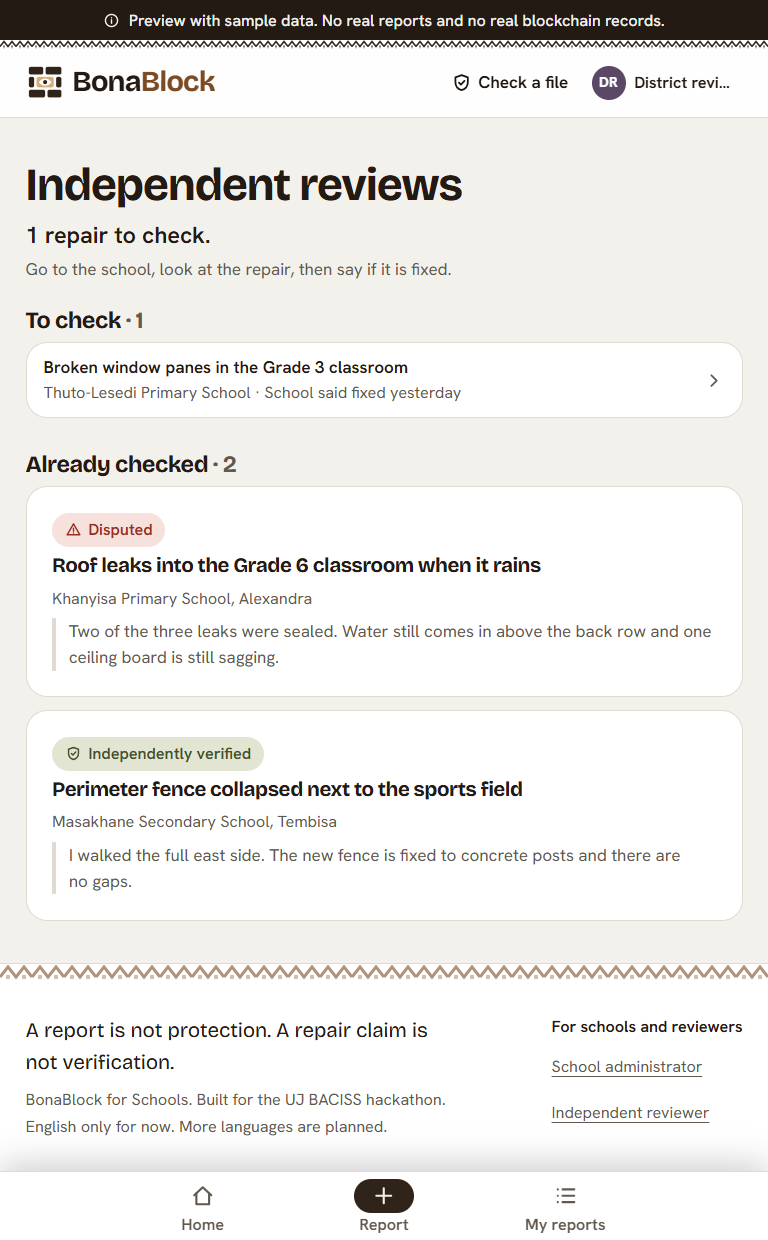 Preview with sample data. No real reports and no real blockchain records.
BonaBlock
Check a file
DR
District revi...
Independent reviews
1 repair to check.
Go to the school, look at the repair, then say if it is fixed.
To check · 1
Broken window panes in the Grade 3 classroom
Thuto-Lesedi Primary School · School said fixed yesterday
Already checked · 2
Disputed
Roof leaks into the Grade 6 classroom when it rains
Khanyisa Primary School, Alexandra
Two of the three leaks were sealed. Water still comes in above the back row and one
ceiling board is still sagging.
Independently verified
Perimeter fence collapsed next to the sports field
Masakhane Secondary School, Tembisa
I walked the full east side. The new fence is fixed to concrete posts and there are
no gaps.
A report is not protection. A repair claim is
not verification.
BonaBlock for Schools. Built for the UJ BACISS hackathon.
English only for now. More languages are planned.
For schools and reviewers
School administrator
Independent reviewer
Home
Report
My reports